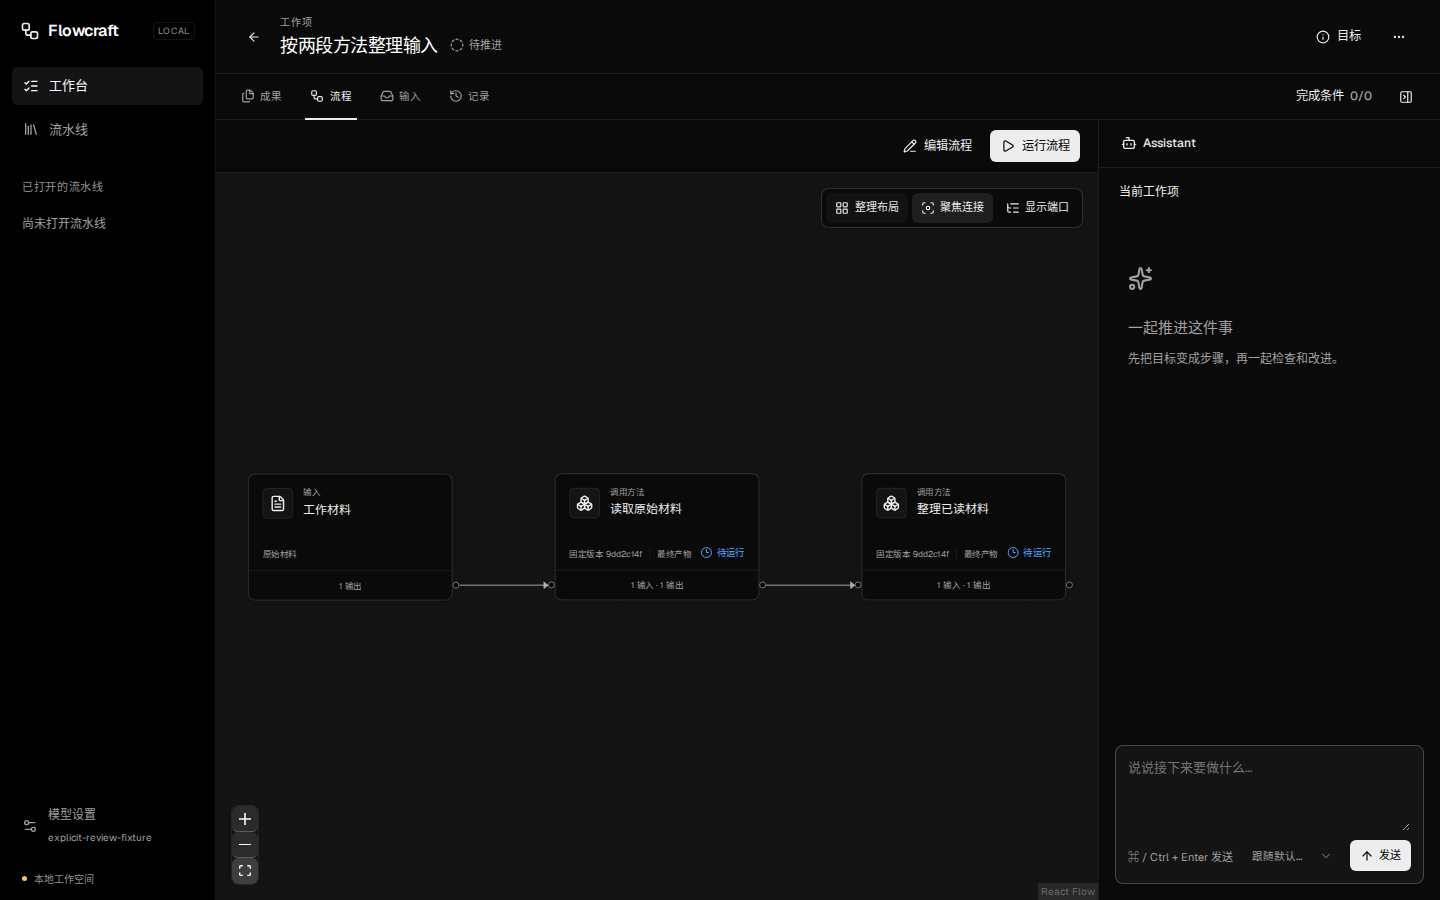 Flowcraft
LOCAL
工作台
流水线
已打开的流水线
尚未打开流水线
模型设置
explicit-review-fixture
本地工作空间
工作项
按两段方法整理输入
待推进
目标
成果
流程
输入
记录
完成条件 0/0
编辑流程
运行流程
整理布局
聚焦连接
显示端口
输入
工作材料
原始材料
1 输出
调用方法
读取原始材料
固定版本 9dd2c14f
最终产物
待运行
1 输入 · 1 输出
调用方法
整理已读材料
固定版本 9dd2c14f
最终产物
待运行
1 输入 · 1 输出
React Flow
Assistant
当前工作项
一起推进这件事
先把目标变成步骤，再一起检查和改进。
说说接下来要做什么...
⌘ / Ctrl + Enter 发送
跟随默认...
发送